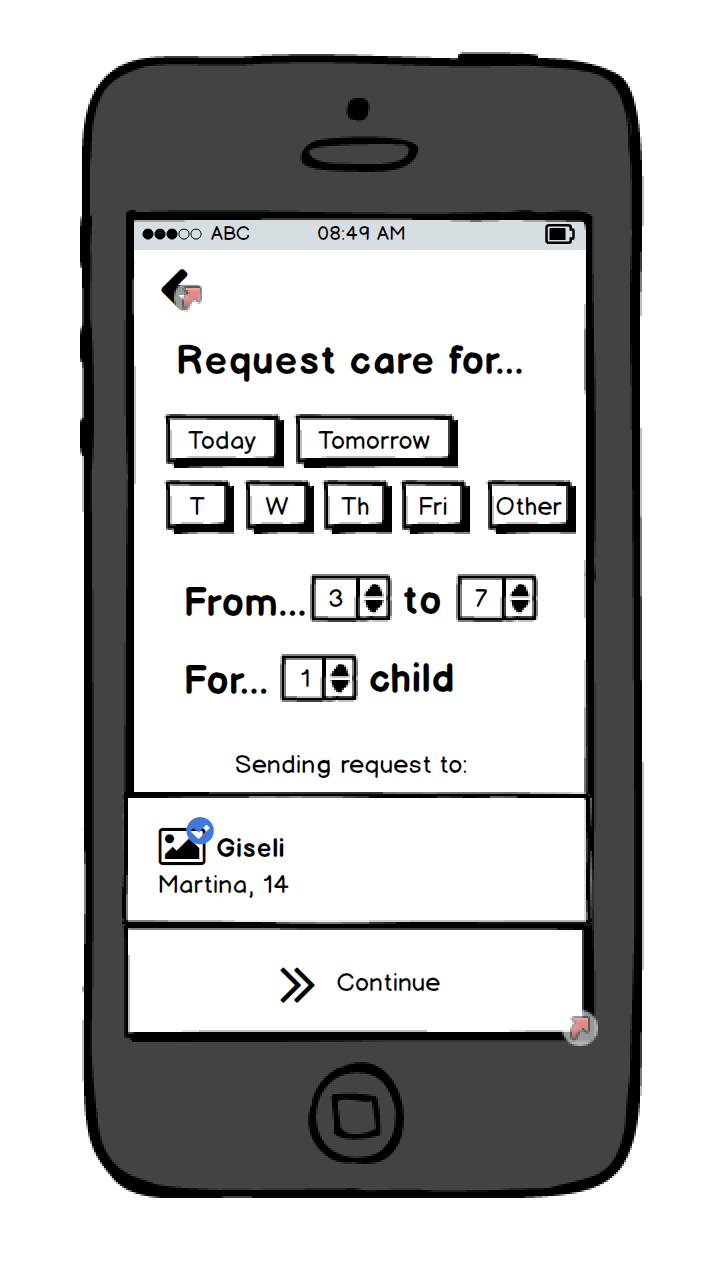 ABC 08:49 AM
Request care for...
Today Tomorrow
T W Th Fri Other
From... 3 to 7
For... 1 child
Sending request to:
Giseli
Martina, 14
Continue